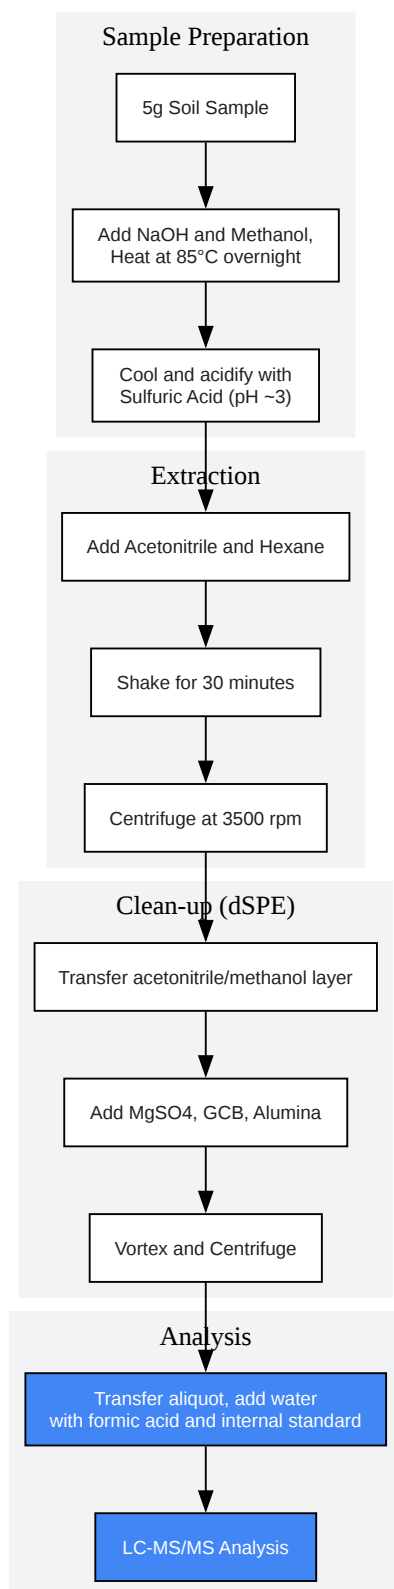 Sample Preparation
5g Soil Sample
Add NaOH and Methanol,
Heat at 85°C overnight
Cool and acidify with
Sulfuric Acid (pH ~3)
Extraction
Add Acetonitrile and Hexane
Shake for 30 minutes
Centrifuge at 3500 rpm
Clean-up (dSPE)
Transfer acetonitrile/methanol layer
Add MgSO4, GCB, Alumina
Vortex and Centrifuge
Analysis
Transfer aliquot, add water
with formic acid and internal standard
LC-MS/MS Analysis